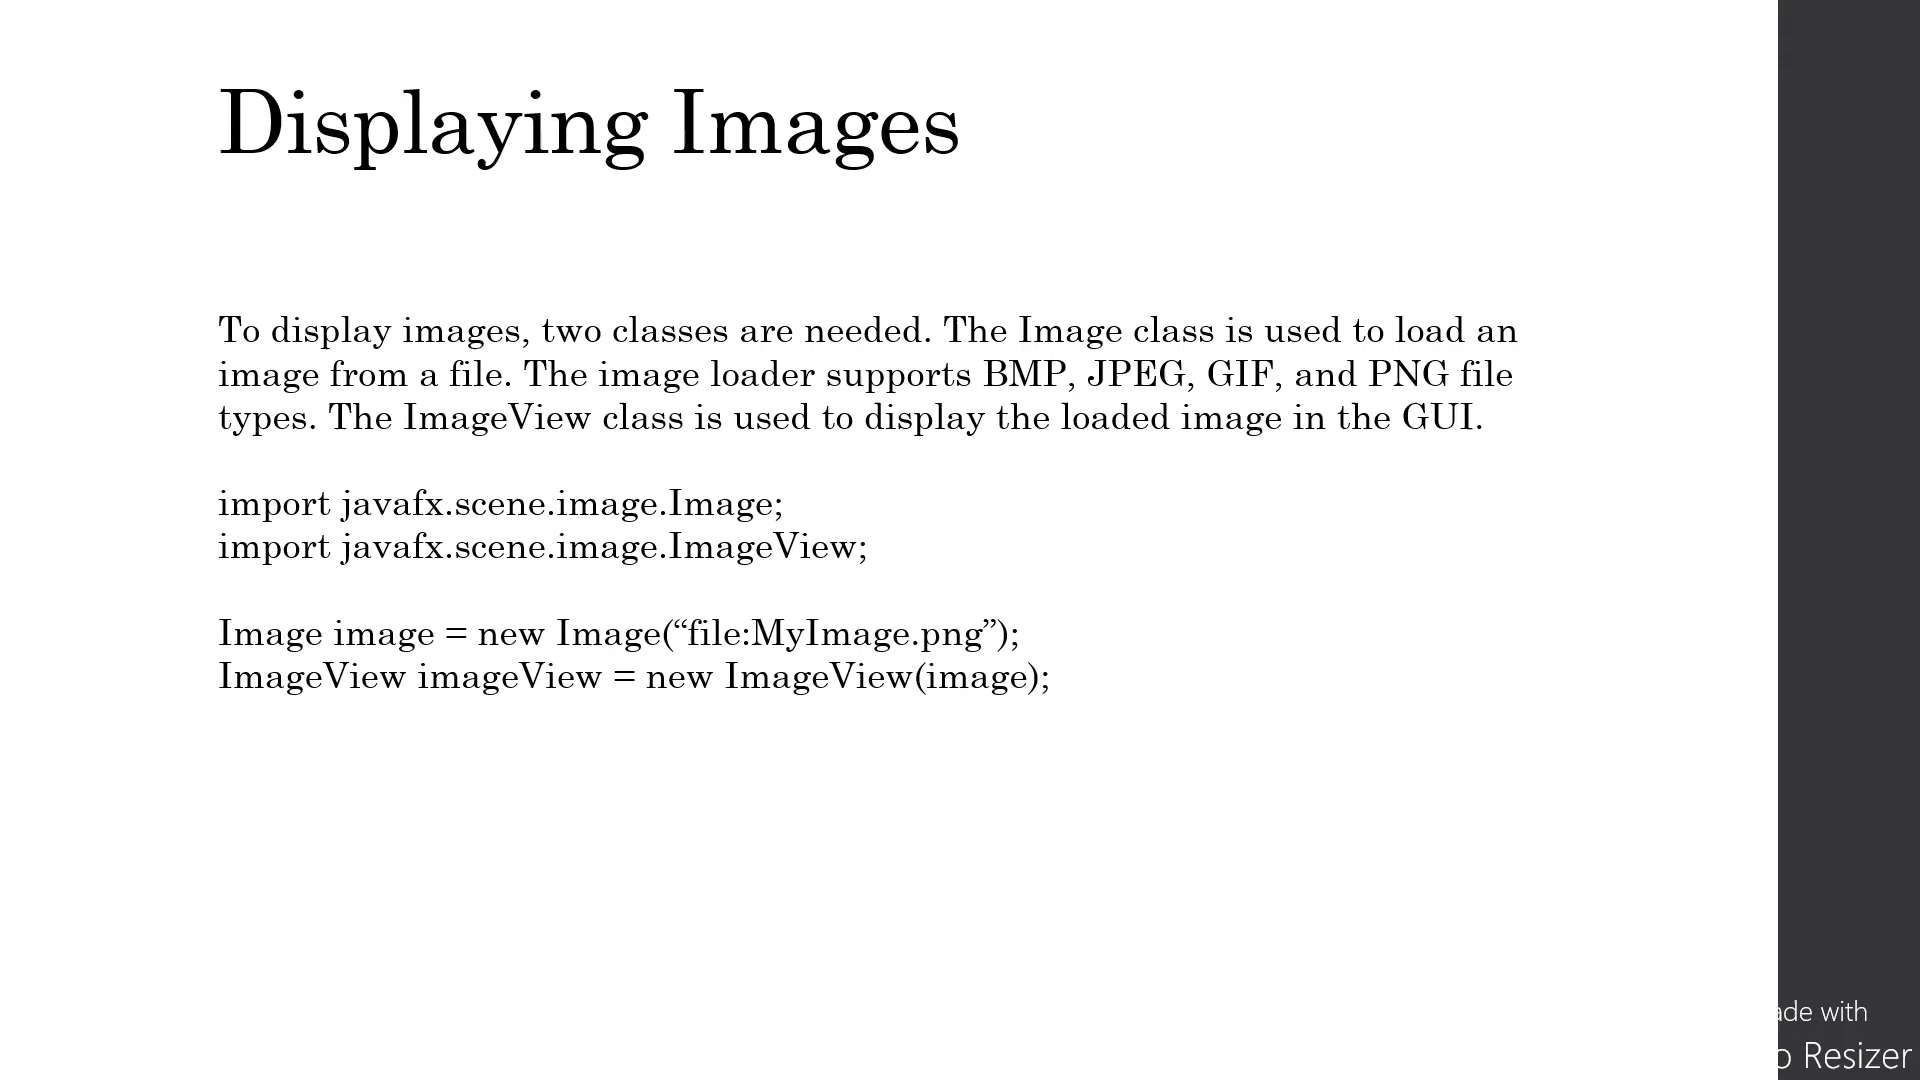 Displaying Images
To display images, two classes are needed. The Image class is used to load an
image from a file. The image loader supports BMP, JPEG, GIF, and PNG file
types. The ImageView class is used to display the loaded image in the GUI.
import javafx.scene.image.Image;
import javafx.scene.image.ImageView;
Image image = new Image(“file:MyImage.png”);
ImageView imageView = new ImageView(image);
with
Resizer